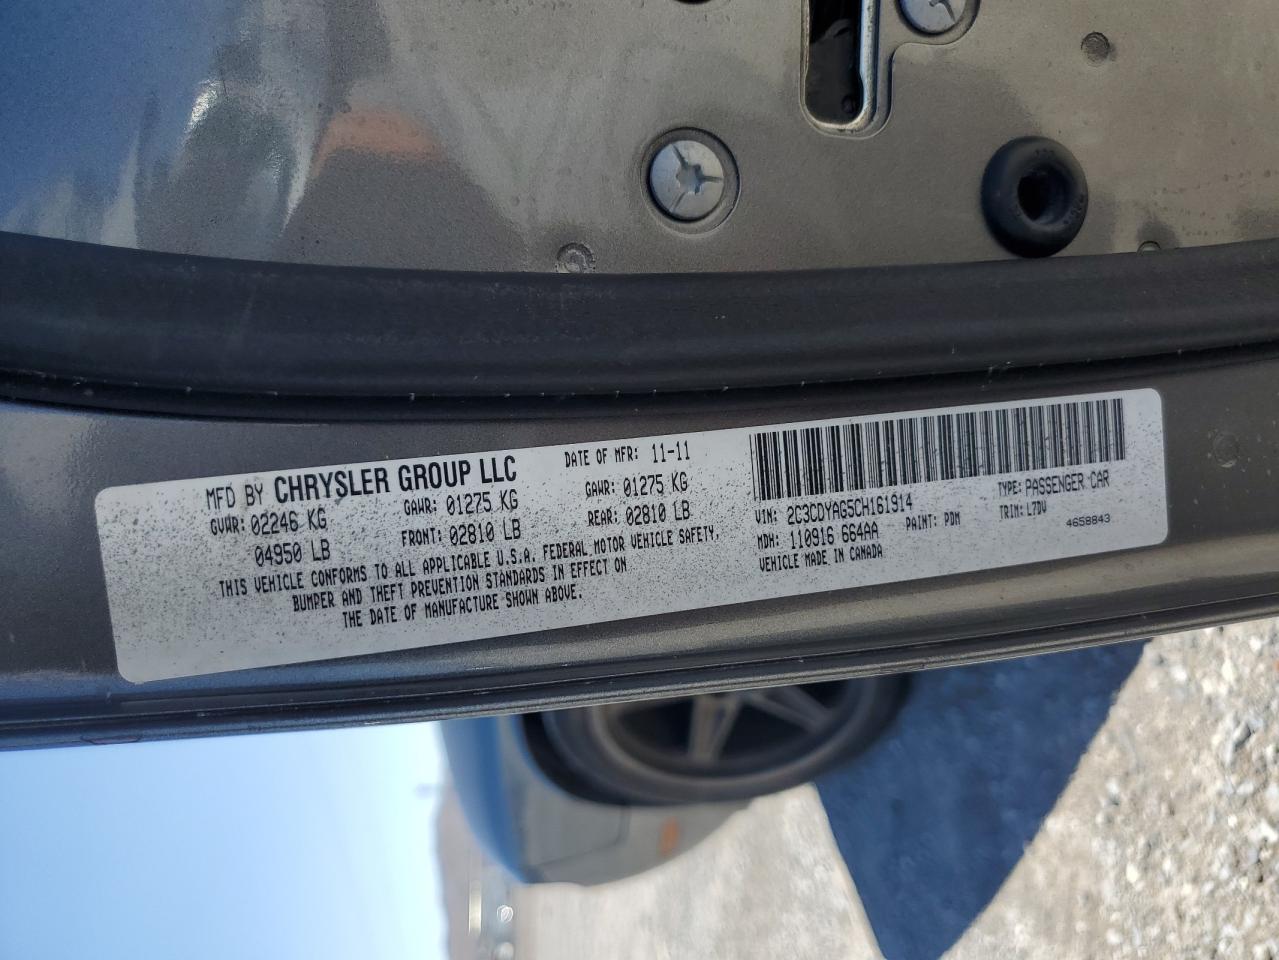 MFD BY CHRYSLER GROUP LLC DATE OF MFR: 11-11
GVWR: 02246 KG GAWR: 01275 KG GAWR: 01275 KG
04950 LB FRONT: 02810 LB REAR: 02810 LB
THIS VEHICLE CONFORMS TO ALL APPLICABLE U.S.A. FEDERAL MOTOR VEHICLE SAFETY,
BUMPER AND THEFT PREVENTION STANDARDS IN EFFECT ON
THE DATE OF MANUFACTURE SHOWN ABOVE.
VIN: 2C3CDYAG5CH161914 TYPE: PASSENGER CAR
MDH: 110916 664AA PAINT: PDM TRIM: L7DV
VEHICLE MADE IN CANADA 4658843